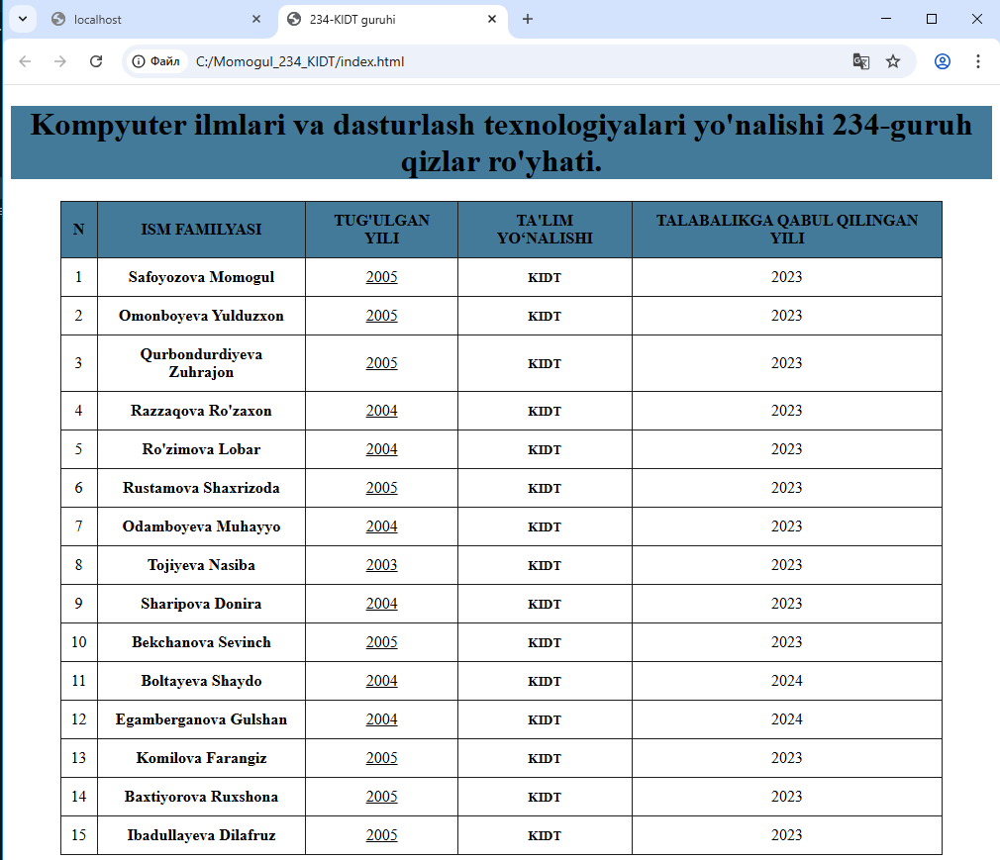 localhost
234-KIDT guruhi
Файл C:/Momogul_234_KIDT/index.html
Kompyuter ilmlari va dasturlash texnologiyalari yo'nalishi 234-guruh
qizlar ro'yhati.
N ISM FAMILYASI TUG'ULGAN YILI TA'LIM YO‘NALISHI TALABALIKGA QABUL QILINGAN YILI
1 Safoyozova Momogul 2005 KIDT 2023
2 Omonboyeva Yulduzxon 2005 KIDT 2023
3 Qurbondurdiyeva Zuhrajon 2005 KIDT 2023
4 Razzaqova Ro'zaxon 2004 KIDT 2023
5 Ro'zimova Lobar 2004 KIDT 2023
6 Rustamova Shaxrizoda 2005 KIDT 2023
7 Odamboyeva Muhayyo 2004 KIDT 2023
8 Tojiyeva Nasiba 2003 KIDT 2023
9 Sharipova Donira 2004 KIDT 2023
10 Bekchanova Sevinch 2005 KIDT 2023
11 Boltayeva Shaydo 2004 KIDT 2024
12 Egamberganova Gulshan 2004 KIDT 2024
13 Komilova Farangiz 2005 KIDT 2023
14 Baxtiyorova Ruxshona 2005 KIDT 2023
15 Ibadullayeva Dilafruz 2005 KIDT 2023